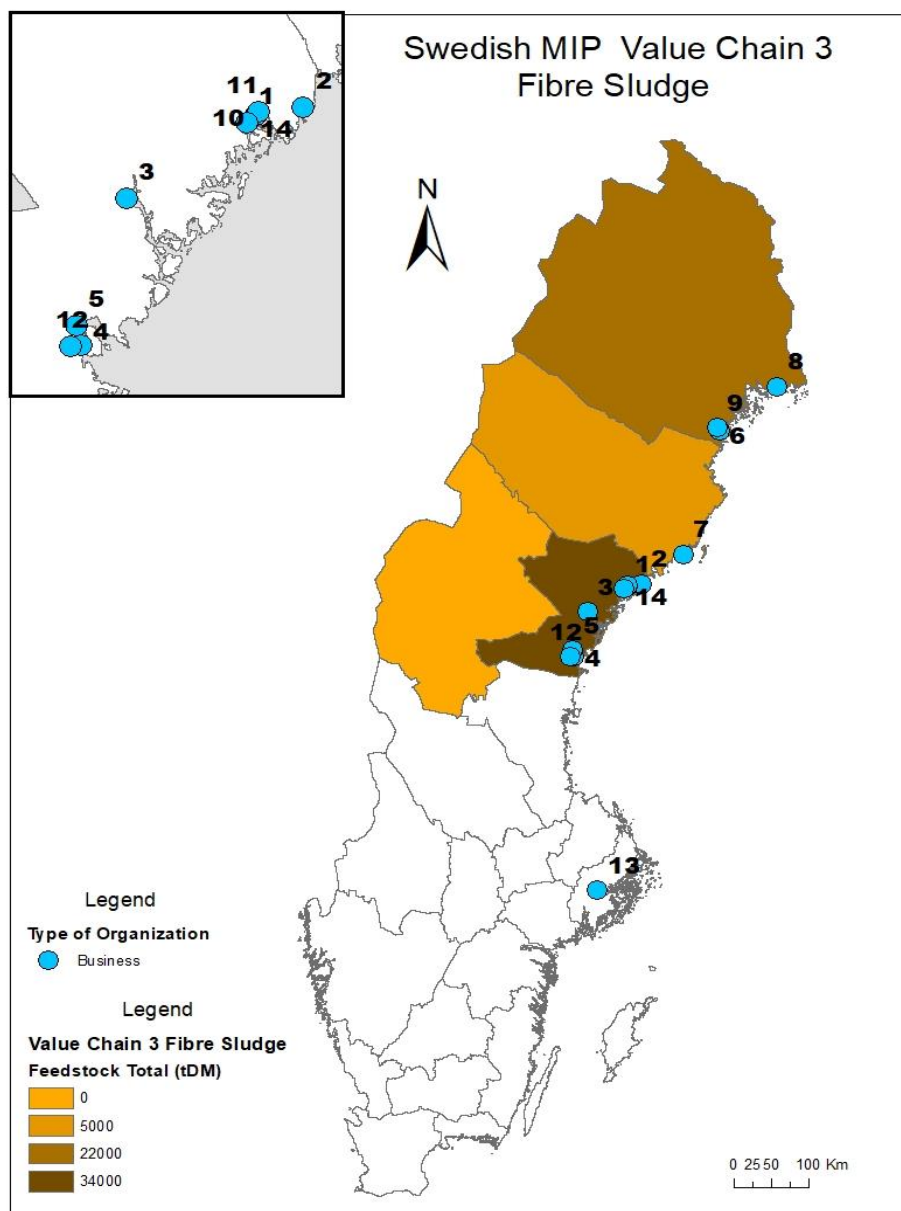 Swedish MIP Value Chain 3
Fibre Sludge
11
1
2
10
14
3
5
12
4
N
8
9
6
7
2
1
3
14
5
12
4
13
Legend
Type of Organization
Business
Legend
Value Chain 3 Fibre Sludge
Feedstock Total (tDM)
0
5000
22000
34000
0 25 50 100 Km